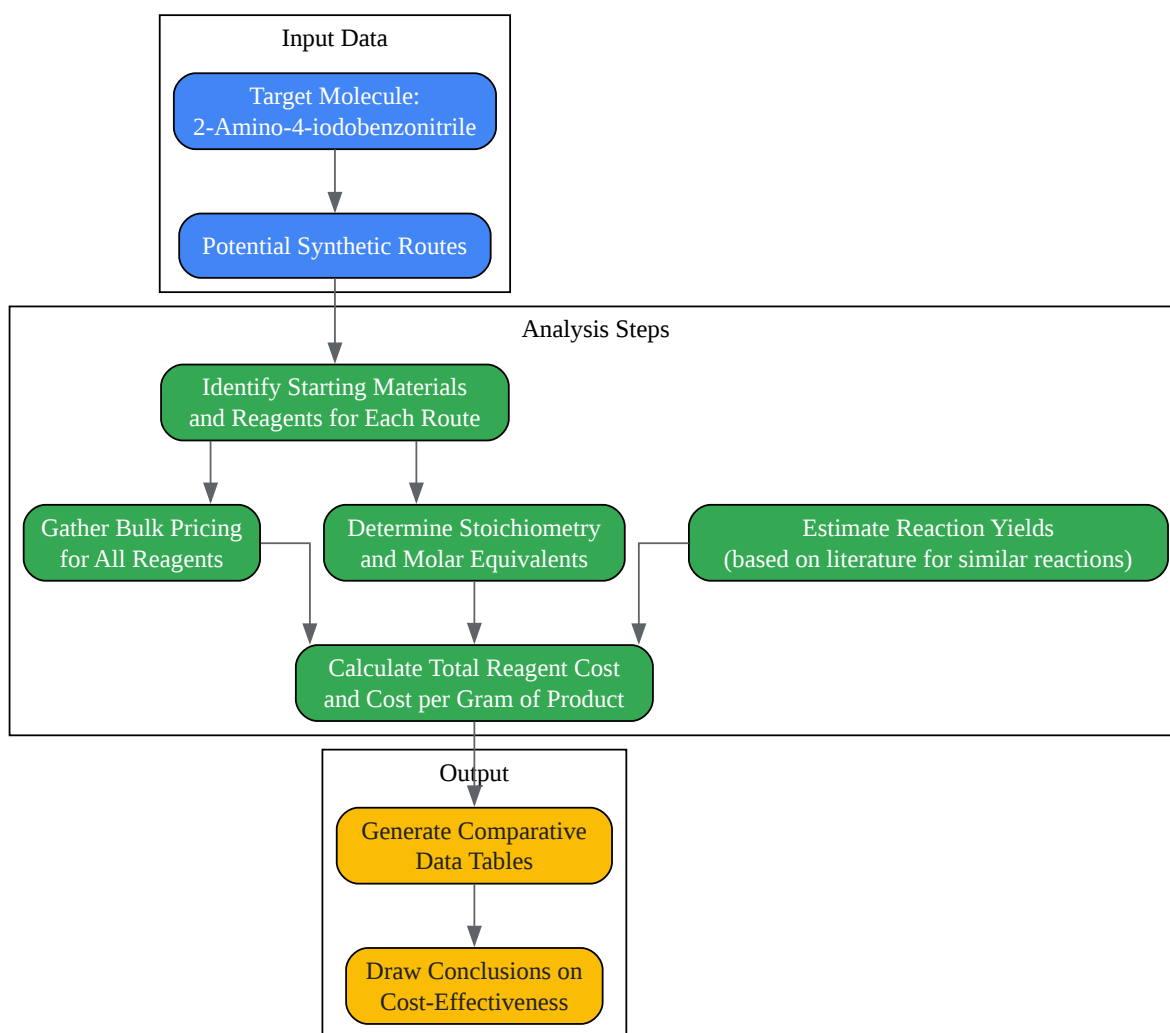 Input Data
Target Molecule:
2-Amino-4-iodobenzonitrile
Potential Synthetic Routes
Analysis Steps
Identify Starting Materials
and Reagents for Each Route
Gather Bulk Pricing
for All Reagents
Determine Stoichiometry
and Molar Equivalents
Estimate Reaction Yields
(based on literature for similar reactions)
Calculate Total Reagent Cost
and Cost per Gram of Product
Output
Generate Comparative
Data Tables
Draw Conclusions on
Cost-Effectiveness